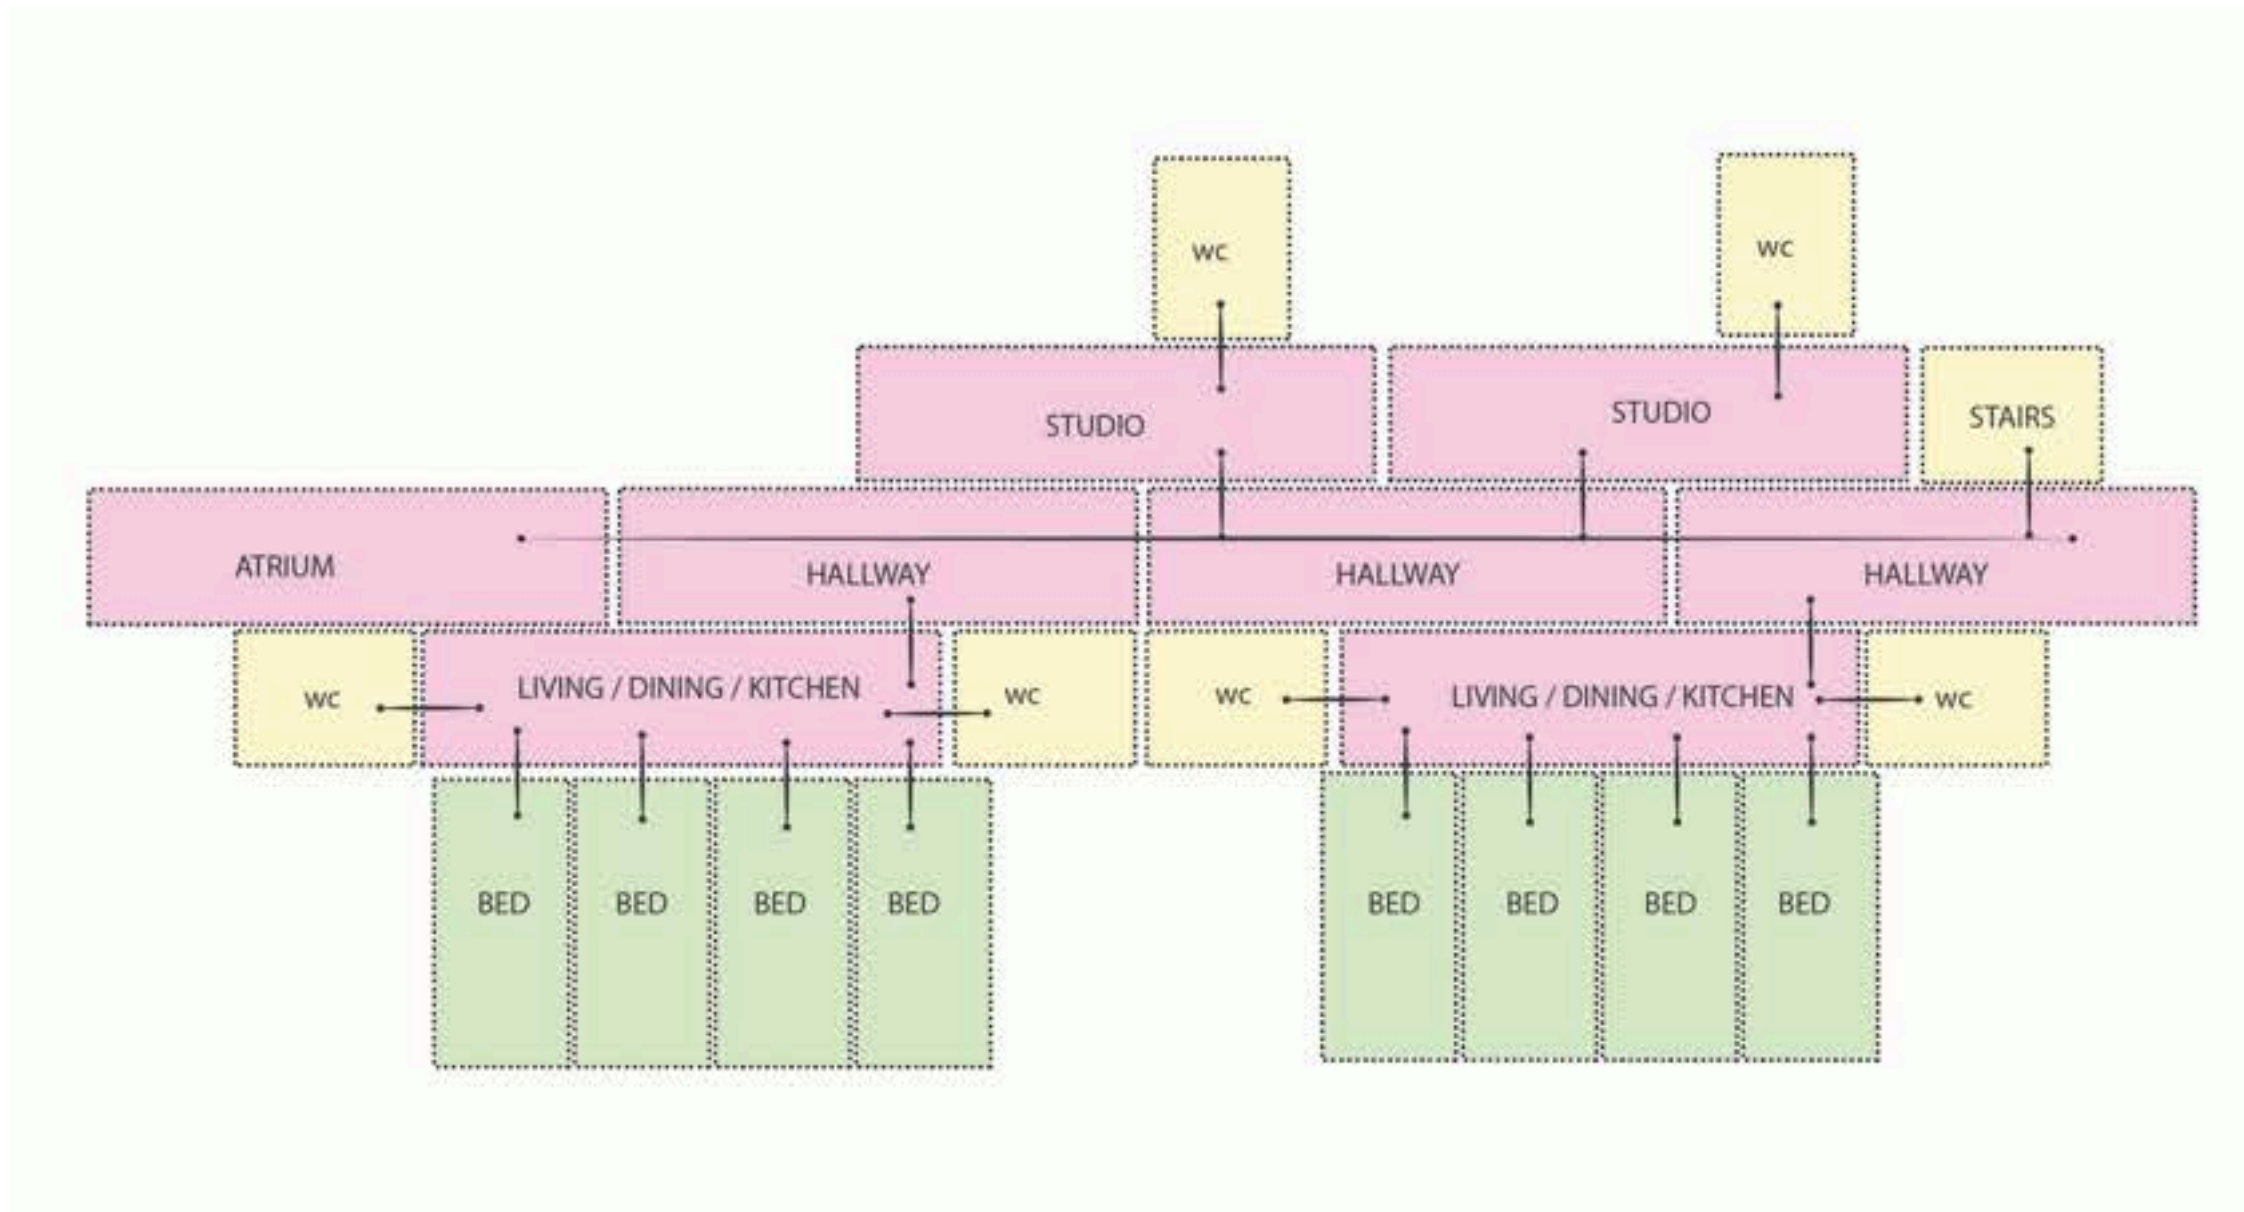 wc
wc
STUDIO
STUDIO
STAIRS
ATRIUM
HALLWAY
HALLWAY
HALLWAY
wc
LIVING / DINING / KITCHEN
wc
wc
LIVING / DINING / KITCHEN
wc
BED
BED
BED
BED
BED
BED
BED
BED